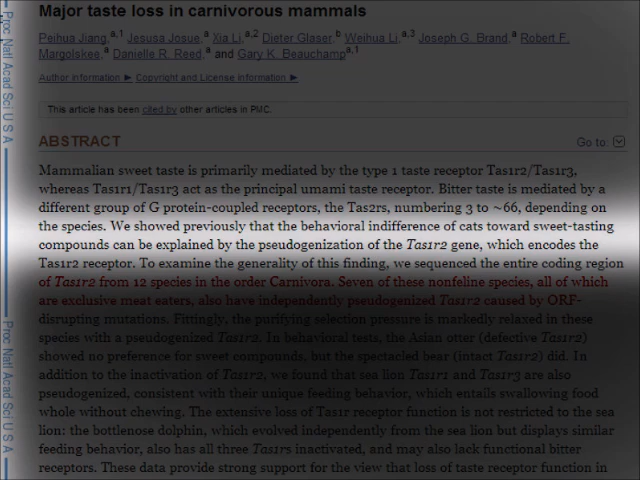 Major taste loss in carnivorous mammals
Peihua Jiang,a,1 Jesusa Josue,a Xia Li,a,2 Dieter Glaser,b Weihua Li,a,3 Joseph G. Brand,a Robert F.
Margolskee,a Danielle R. Reed,a and Gary K. Beauchampa,1
Author information ► Copyright and License information ►
This article has been cited by other articles in PMC.
ABSTRACT
Go to:
Mammalian sweet taste is primarily mediated by the type 1 taste receptor Tas1r2/Tas1r3,
whereas Tas1r1/Tas1r3 act as the principal umami taste receptor. Bitter taste is mediated by a
different group of G protein-coupled receptors, the Tas2rs, numbering 3 to ~66, depending on
the species. We showed previously that the behavioral indifference of cats toward sweet-tasting
compounds can be explained by the pseudogenization of the Tas1r2 gene, which encodes the
Tas1r2 receptor. To examine the generality of this finding, we sequenced the entire coding region
of Tas1r2 from 12 species in the order Carnivora. Seven of these nonfeline species, all of which
are exclusive meat eaters, also have independently pseudogenized Tas1r2 caused by ORF-
disrupting mutations. Fittingly, the purifying selection pressure is markedly relaxed in these
species with a pseudogenized Tas1r2. In behavioral tests, the Asian otter (defective Tas1r2)
showed no preference for sweet compounds, but the spectacled bear (intact Tas1r2) did. In
addition to the inactivation of Tas1r2, we found that sea lion Tas1r1 and Tas1r3 are also
pseudogenized, consistent with their unique feeding behavior, which entails swallowing food
whole without chewing. The extensive loss of Tas1r receptor function is not restricted to the sea
lion: the bottlenose dolphin, which evolved independently from the sea lion but displays similar
feeding behavior, also has all three Tas1rs inactivated, and may also lack functional bitter
receptors. These data provide strong support for the view that loss of taste receptor function in
Proc Natl Acad Sci U S A
Proc Natl Acad Sci U S A